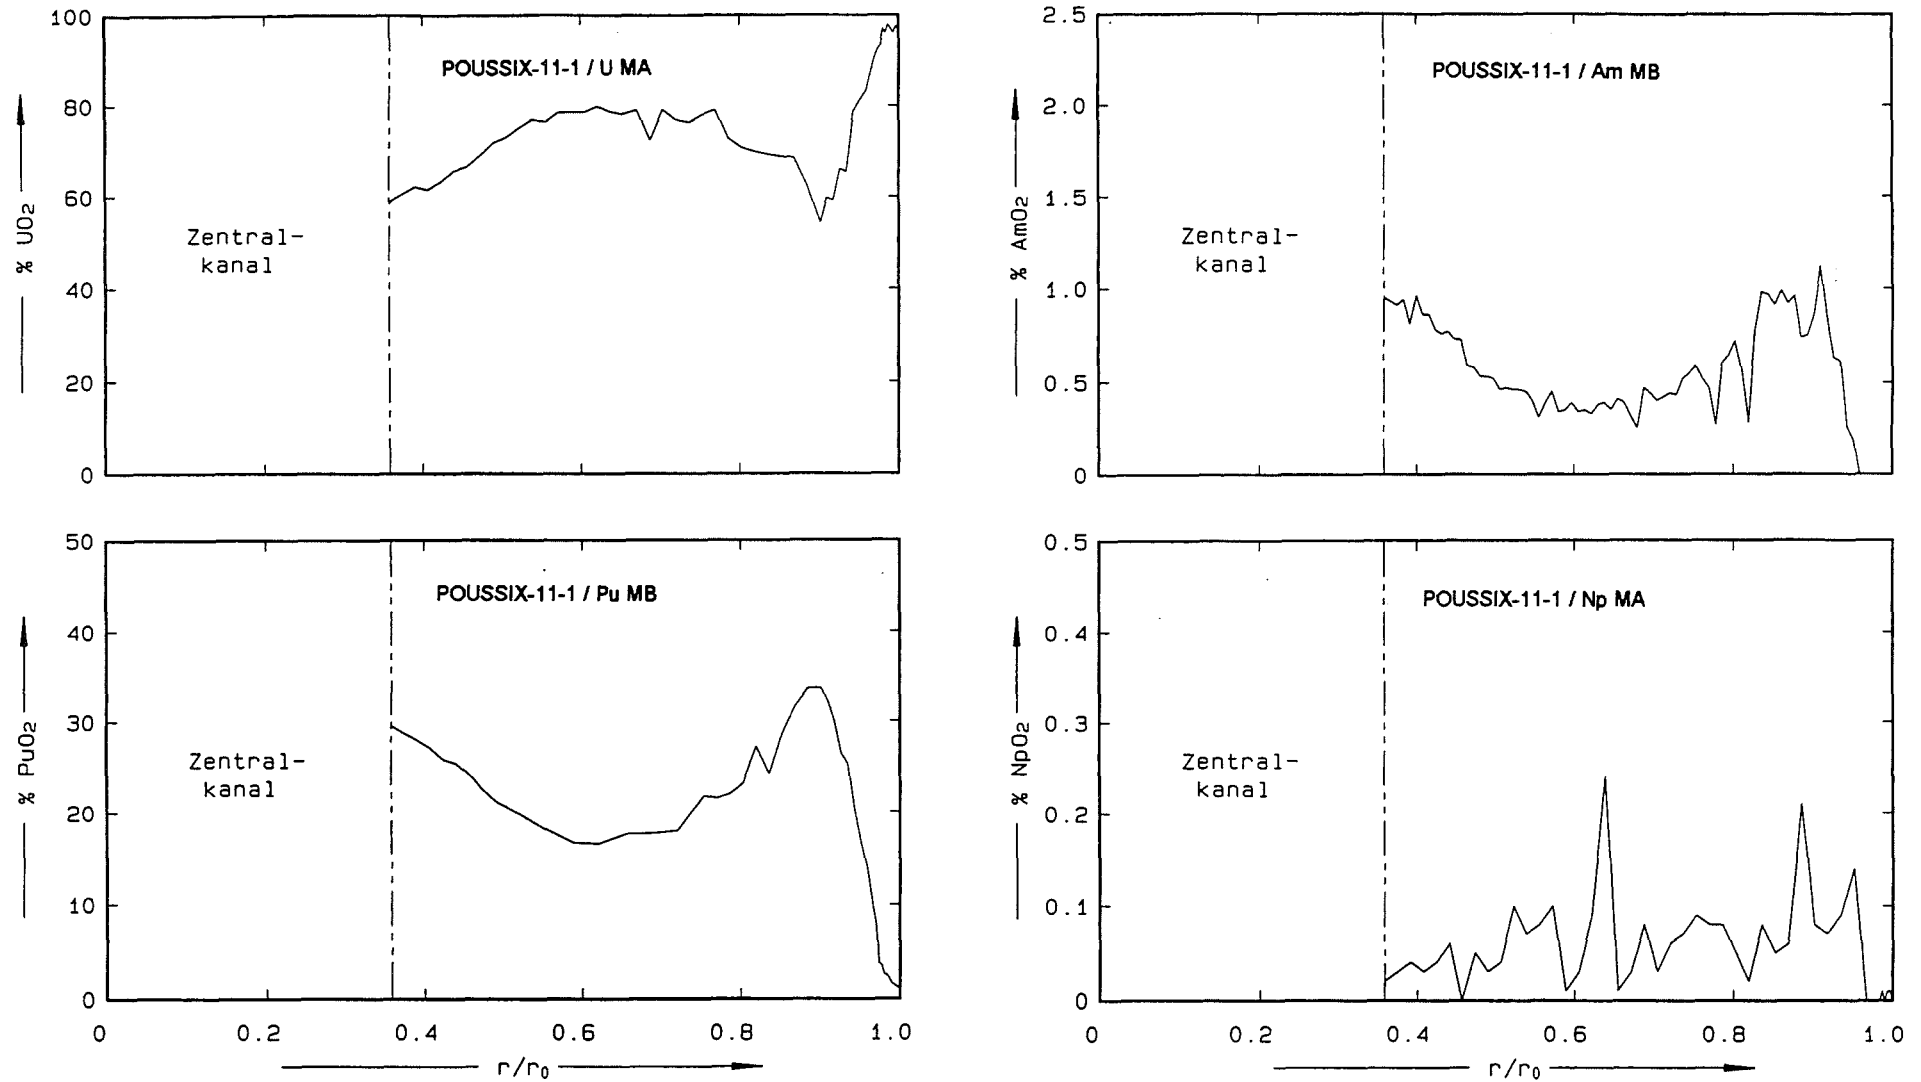 POUSSIX-11-1 / U MA
100
80
60
40
20
0
% UO2
Zentral-
kanal
POUSSIX-11-1 / Am MB
2.5
2.0
1.5
1.0
0.5
0
% AmO2
Zentral-
kanal
POUSSIX-11-1 / Pu MB
50
40
30
20
10
0
% PuO2
Zentral-
kanal
0 0.2 0.4 0.6 0.8 1.0
r/r0
POUSSIX-11-1 / Np MA
0.5
0.4
0.3
0.2
0.1
0
% NpO2
Zentral-
kanal
0 0.2 0.4 0.6 0.8 1.0
r/r0